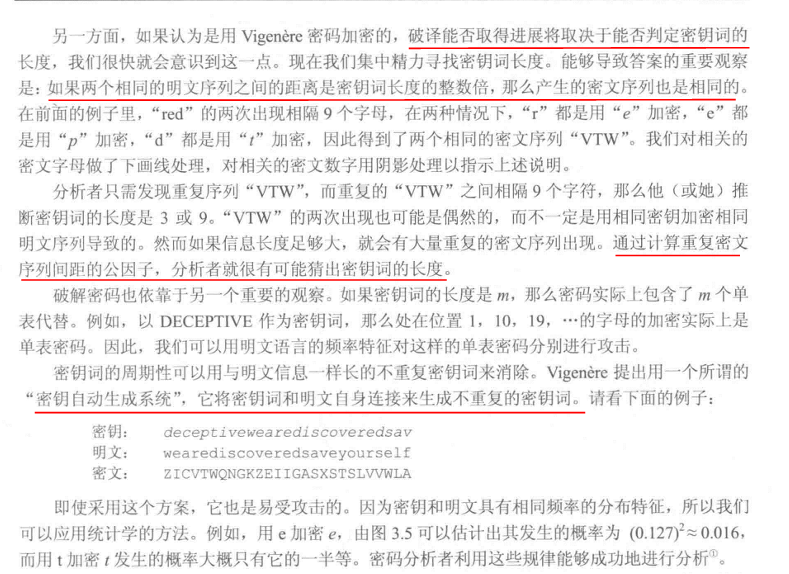 另一方面，如果认为是用 Vigenère 密码加密的，破译能否取得进展将取决于能否判定密钥词的
长度，我们很快就会意识到这一点。现在我们集中精力寻找密钥词长度。能够导致答案的重要观察
是：如果两个相同的明文序列之间的距离是密钥词长度的整数倍，那么产生的密文序列也是相同的。
在前面的例子里，“red”的两次出现相隔 9 个字母，在两种情况下，“r”都是用“e”加密，“e”都
是用“p”加密，“d”都是用“t”加密，因此得到了两个相同的密文序列“VTW”。我们对相关的
密文字母做了下画线处理，对相关的密文数字用阴影处理以指示上述说明。
分析者只需发现重复序列“VTW”，而重复的“VTW”之间相隔 9 个字符，那么他（或她）推
断密钥词的长度是 3 或 9。“VTW”的两次出现也可能是偶然的，而不一定是用相同密钥加密相同
明文序列导致的。然而如果信息长度足够大，就会有大量重复的密文序列出现。通过计算重复密文
序列间距的公因子，分析者就很有可能猜出密钥词的长度。
破解密码也依靠于另一个重要的观察。如果密钥词的长度是 m，那么密码实际上包含了 m 个单
表代替。例如，以 DECEPTIVE 作为密钥词，那么处在位置 1，10，19，…的字母的加密实际上是
单表密码。因此，我们可以用明文语言的频率特征对这样的单表密码分别进行攻击。
密钥词的周期性可以用与明文信息一样长的不重复密钥词来消除。Vigenère 提出用一个所谓的
“密钥自动生成系统”，它将密钥词和明文自身连接来生成不重复的密钥词。请看下面的例子：
密钥： deceptivewearediscoveredsav
明文： wearediscoveredsaveyourself
密文： ZICVTWQNGKZEIIGASXSTSLVVWLA
即使采用这个方案，它也是易受攻击的。因为密钥和明文具有相同频率的分布特征，所以我们
可以应用统计学的方法。例如，用 e 加密 e，由图 3.5 可以估计出其发生的概率为 (0.127)²≈0.016，
而用 t 加密 t 发生的概率大概只有它的一半等。密码分析者利用这些规律能够成功地进行分析①。